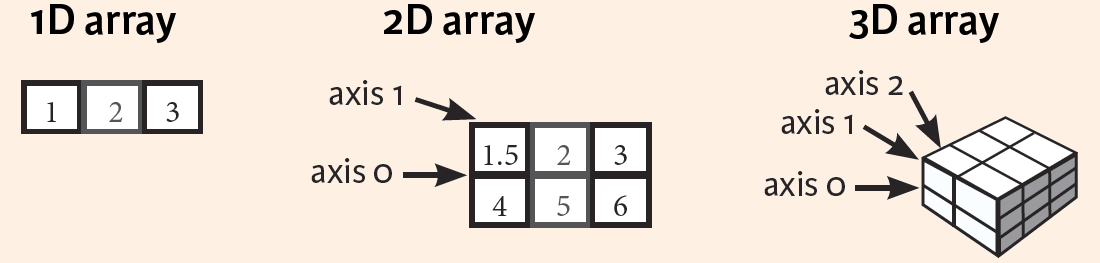 1D array
2D array
3D array
1 2 3
axis 1
axis 0
1.5 2 3
4 5 6
axis 2
axis 1
axis 0